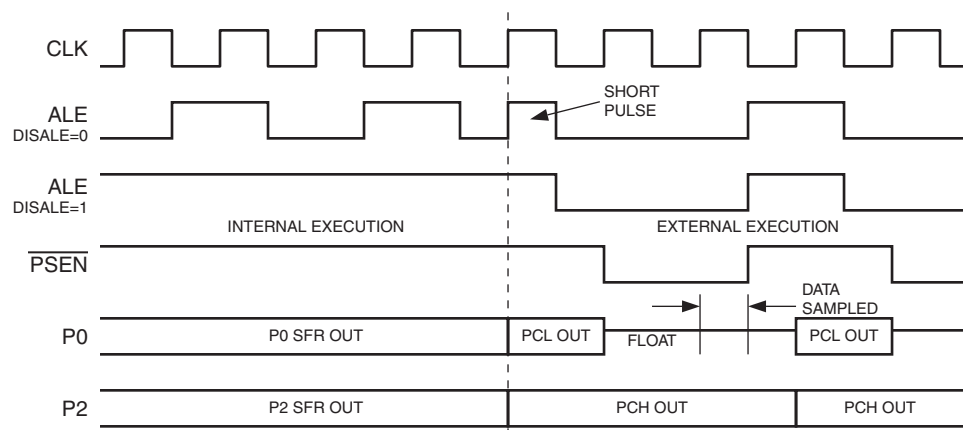 CLK
ALE
DISALE=0
SHORT
PULSE
ALE
DISALE=1
INTERNAL EXECUTION
EXTERNAL EXECUTION
PSEN
DATA
SAMPLED
P0
P0 SFR OUT
PCL OUT
FLOAT
PCL OUT
P2
P2 SFR OUT
PCH OUT
PCH OUT